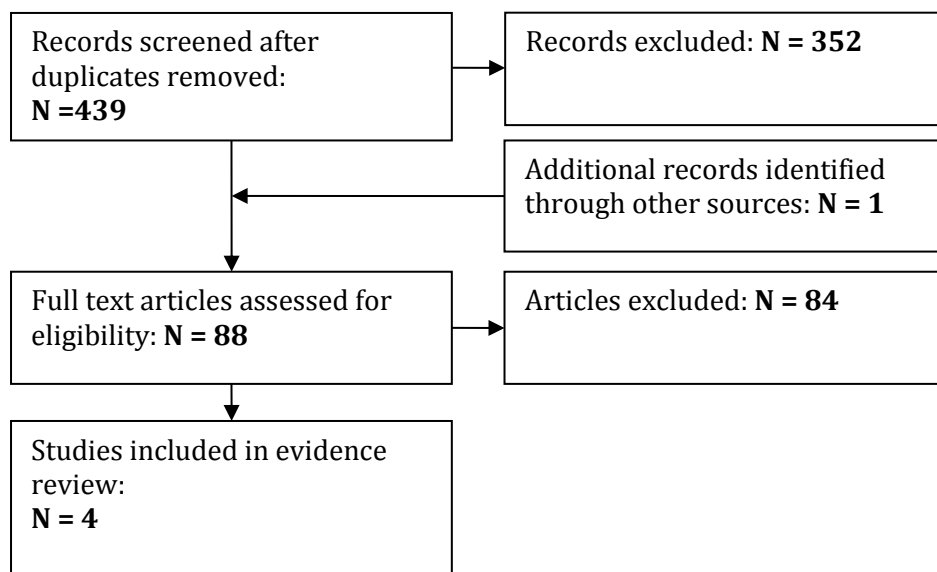 Records screened after
duplicates removed:
N =439
Records excluded: N = 352
Additional records identified
through other sources: N = 1
Full text articles assessed for
eligibility: N = 88
Articles excluded: N = 84
Studies included in evidence
review:
N = 4